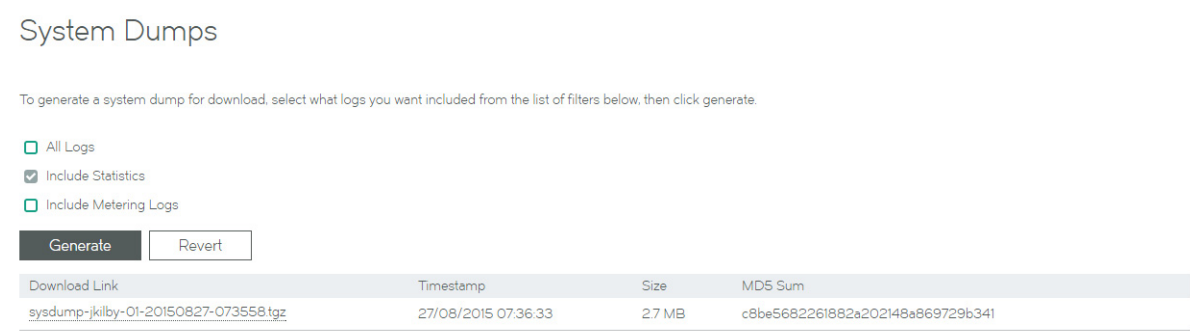 System Dumps
To generate a system dump for download, select what logs you want included from the list of filters below, then click generate.
All Logs
Include Statistics
Include Metering Logs
Generate Revert
Download Link Timestamp Size MD5 Sum
sysdump-jkilby-01-20150827-073558.tgz 27/08/2015 07:36:33 2.7 MB c8be5682261882a202148a869729b341